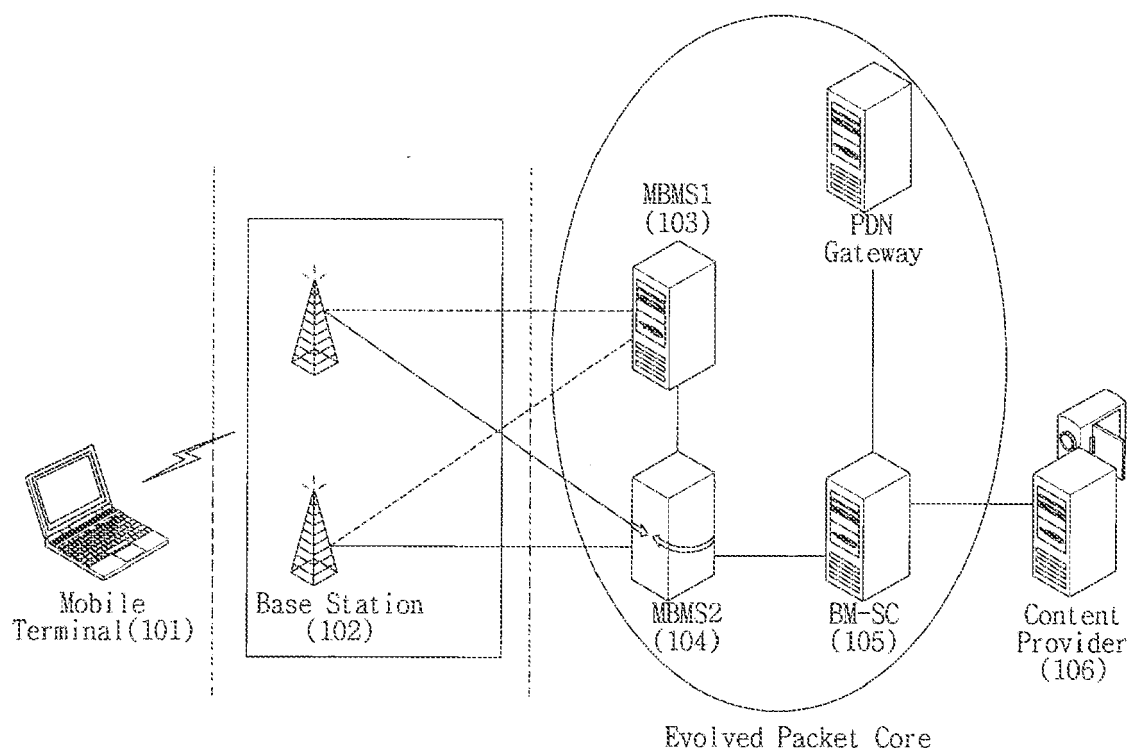 MBMS1
(103)
PDN
Gateway
Mobile
Terminal(101)
Base Station
(102)
MBMS2
(104)
BM-SC
(105)
Content
Provider
(106)
Evolved Packet Core